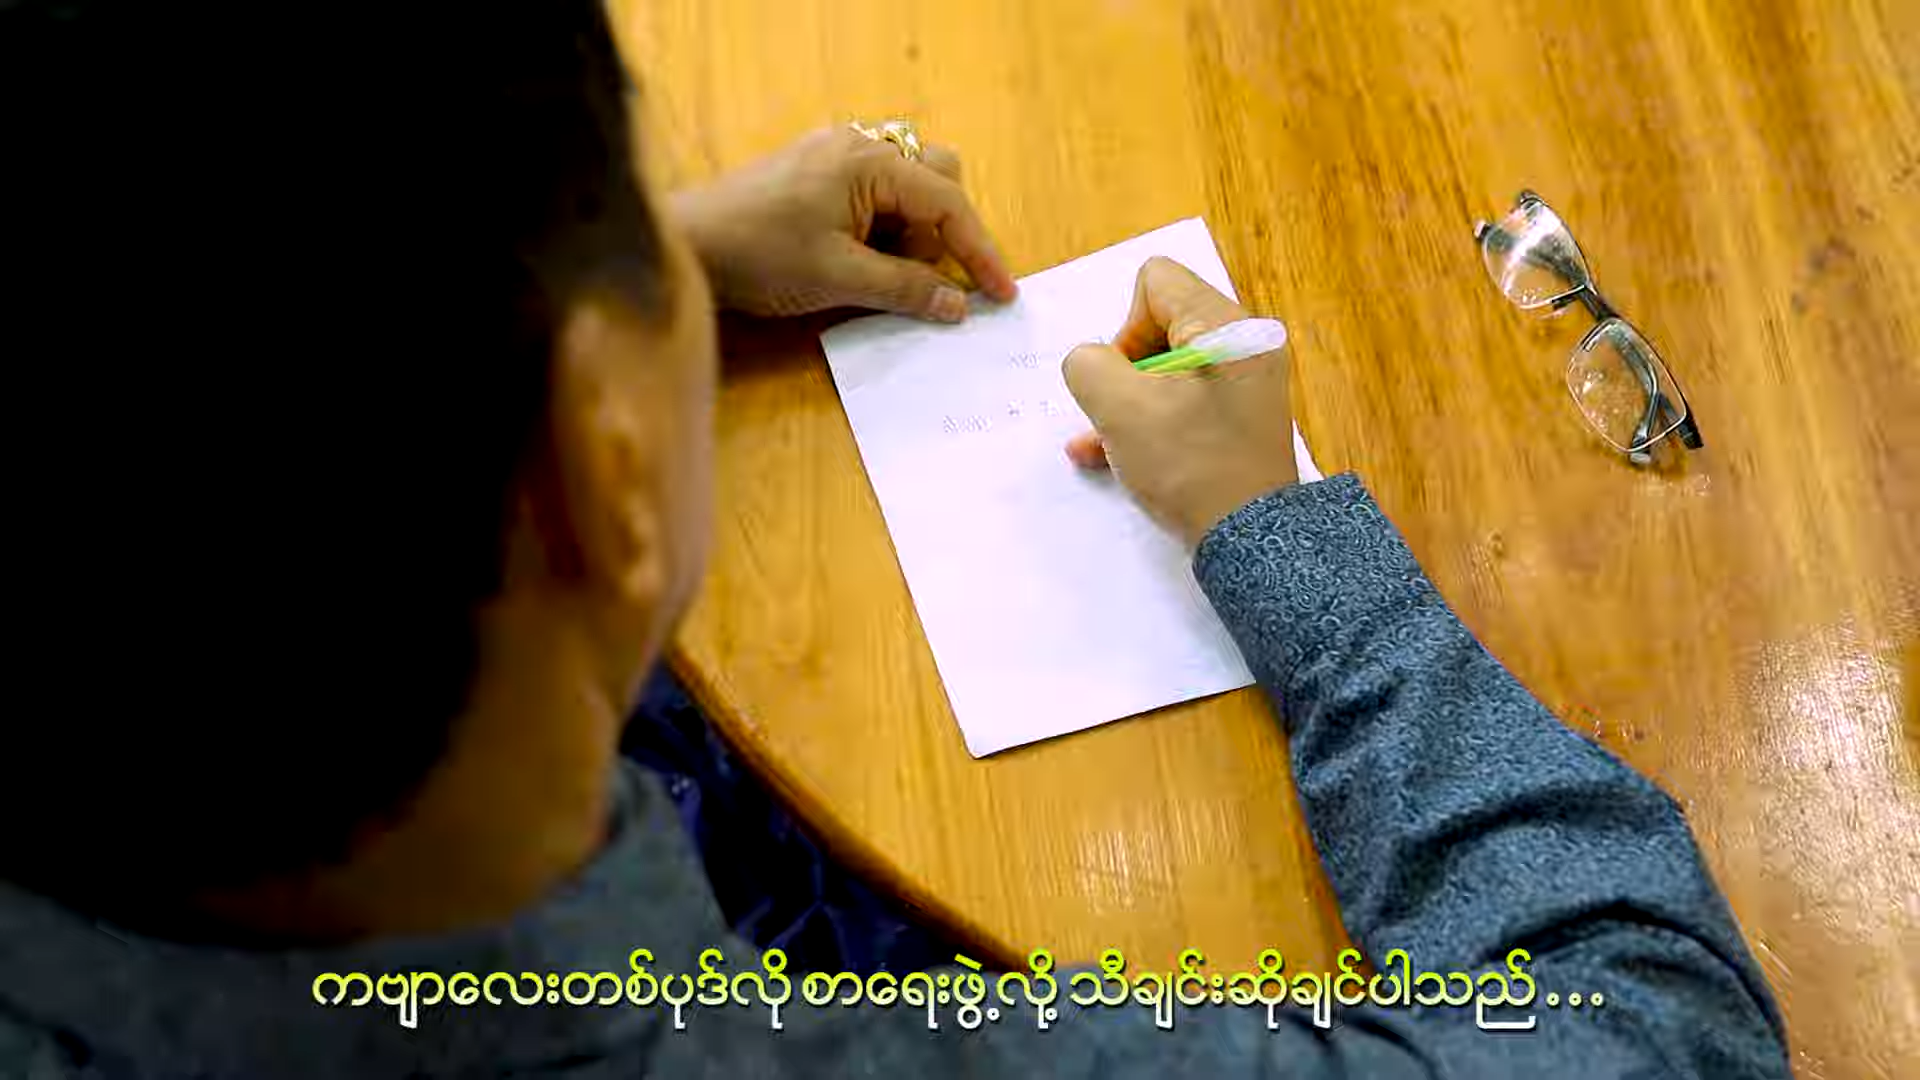 ကဗျာလေးတစ်ပုဒ်လို စာရေးဖွဲ့လို့ သီချင်းဆိုချင်ပါသည်...